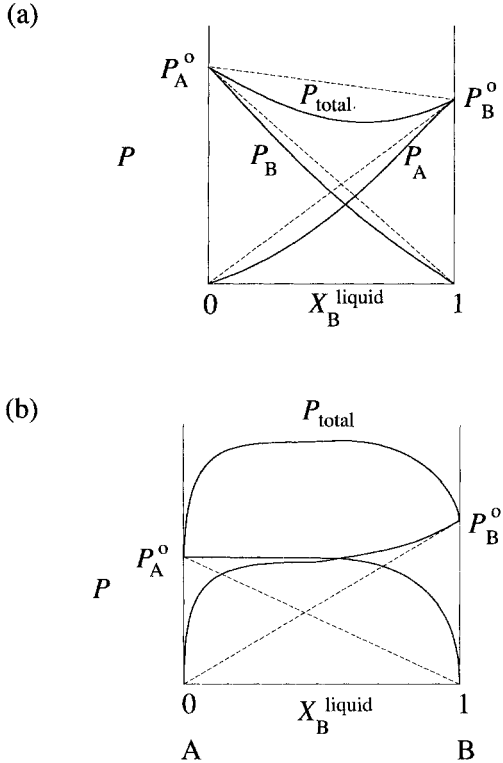 (a)
P_A^o
P_total.
P_B^o
P
P_B
P_A
0
X_B^liquid
1
(b)
P_total
P_B^o
P_A^o
P
0
X_B^liquid
1
A
B